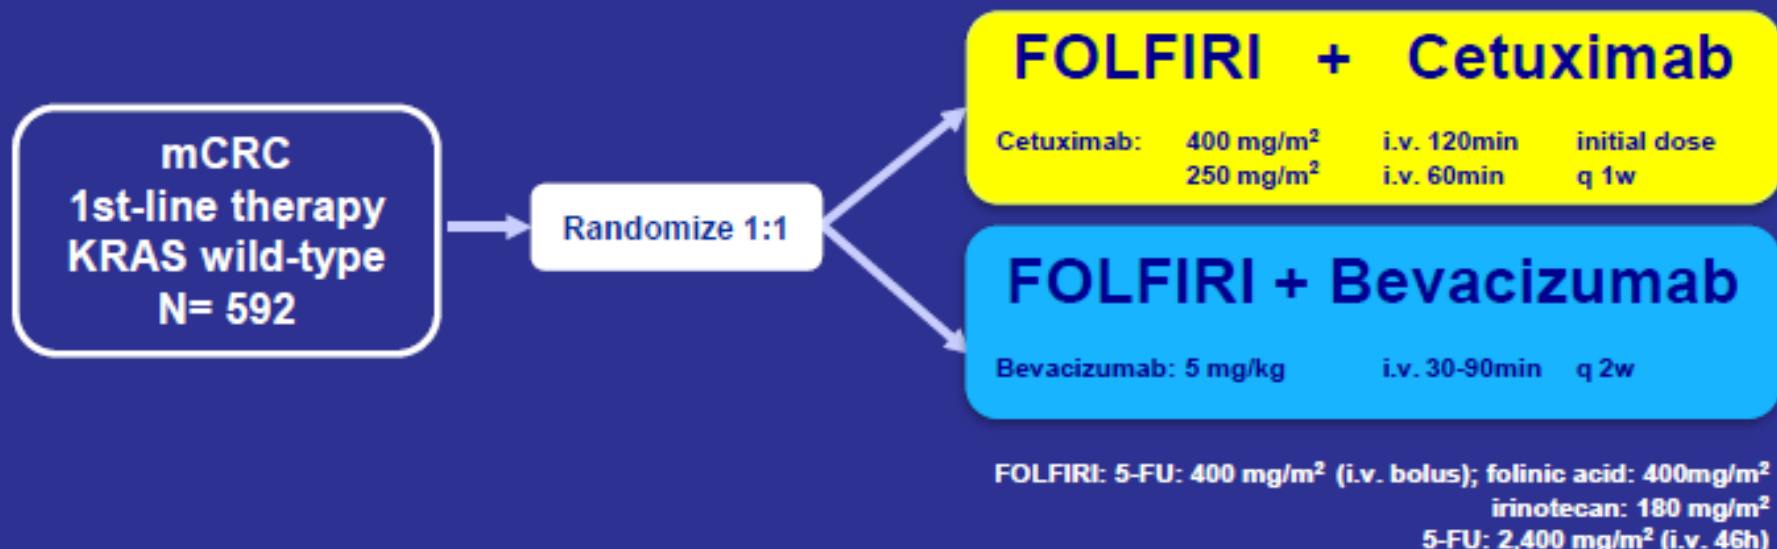 mCRC
1st-line therapy
KRAS wild-type
N= 592
Randomize 1:1
FOLFIRI + Cetuximab
Cetuximab: 400 mg/m² i.v. 120min initial dose
250 mg/m² i.v. 60min q 1w
FOLFIRI + Bevacizumab
Bevacizumab: 5 mg/kg i.v. 30-90min q 2w
FOLFIRI: 5-FU: 400 mg/m² (i.v. bolus); folinic acid: 400mg/m²
irinotecan: 180 mg/m²
5-FU: 2,400 mg/m² (i.v. 46h)